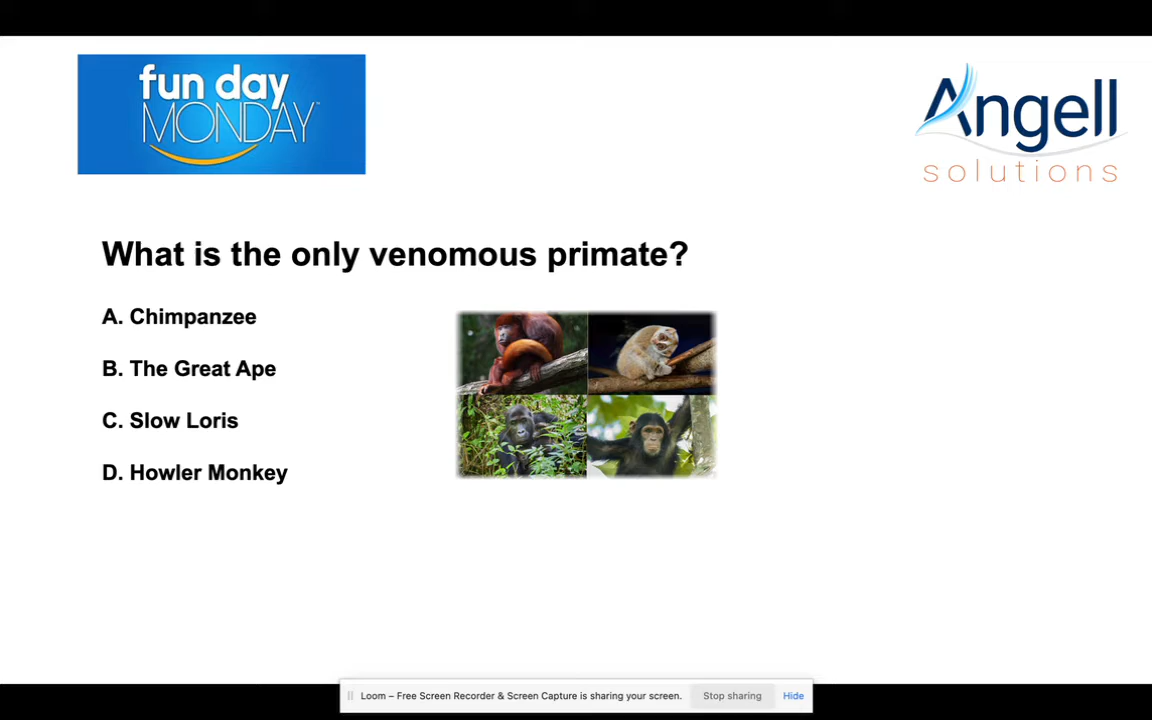 fun day
MONDAY™
Angell
solutions
What is the only venomous primate?
A. Chimpanzee
B. The Great Ape
C. Slow Loris
D. Howler Monkey
Loom – Free Screen Recorder & Screen Capture is sharing your screen.
Stop sharing
Hide